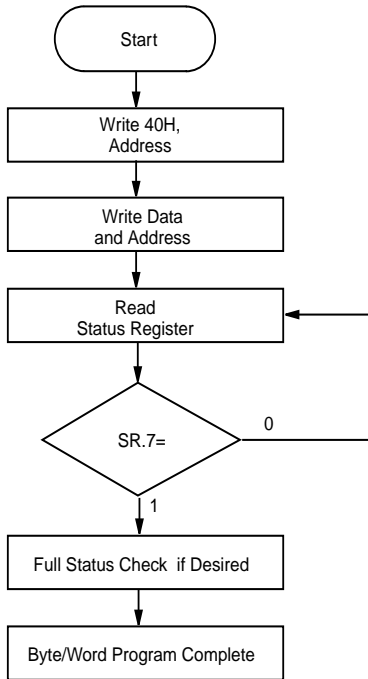 Start
Write 40H,
Address
Write Data
and Address
Read
Status Register
SR.7=
0
1
Full Status Check if Desired
Byte/Word Program Complete